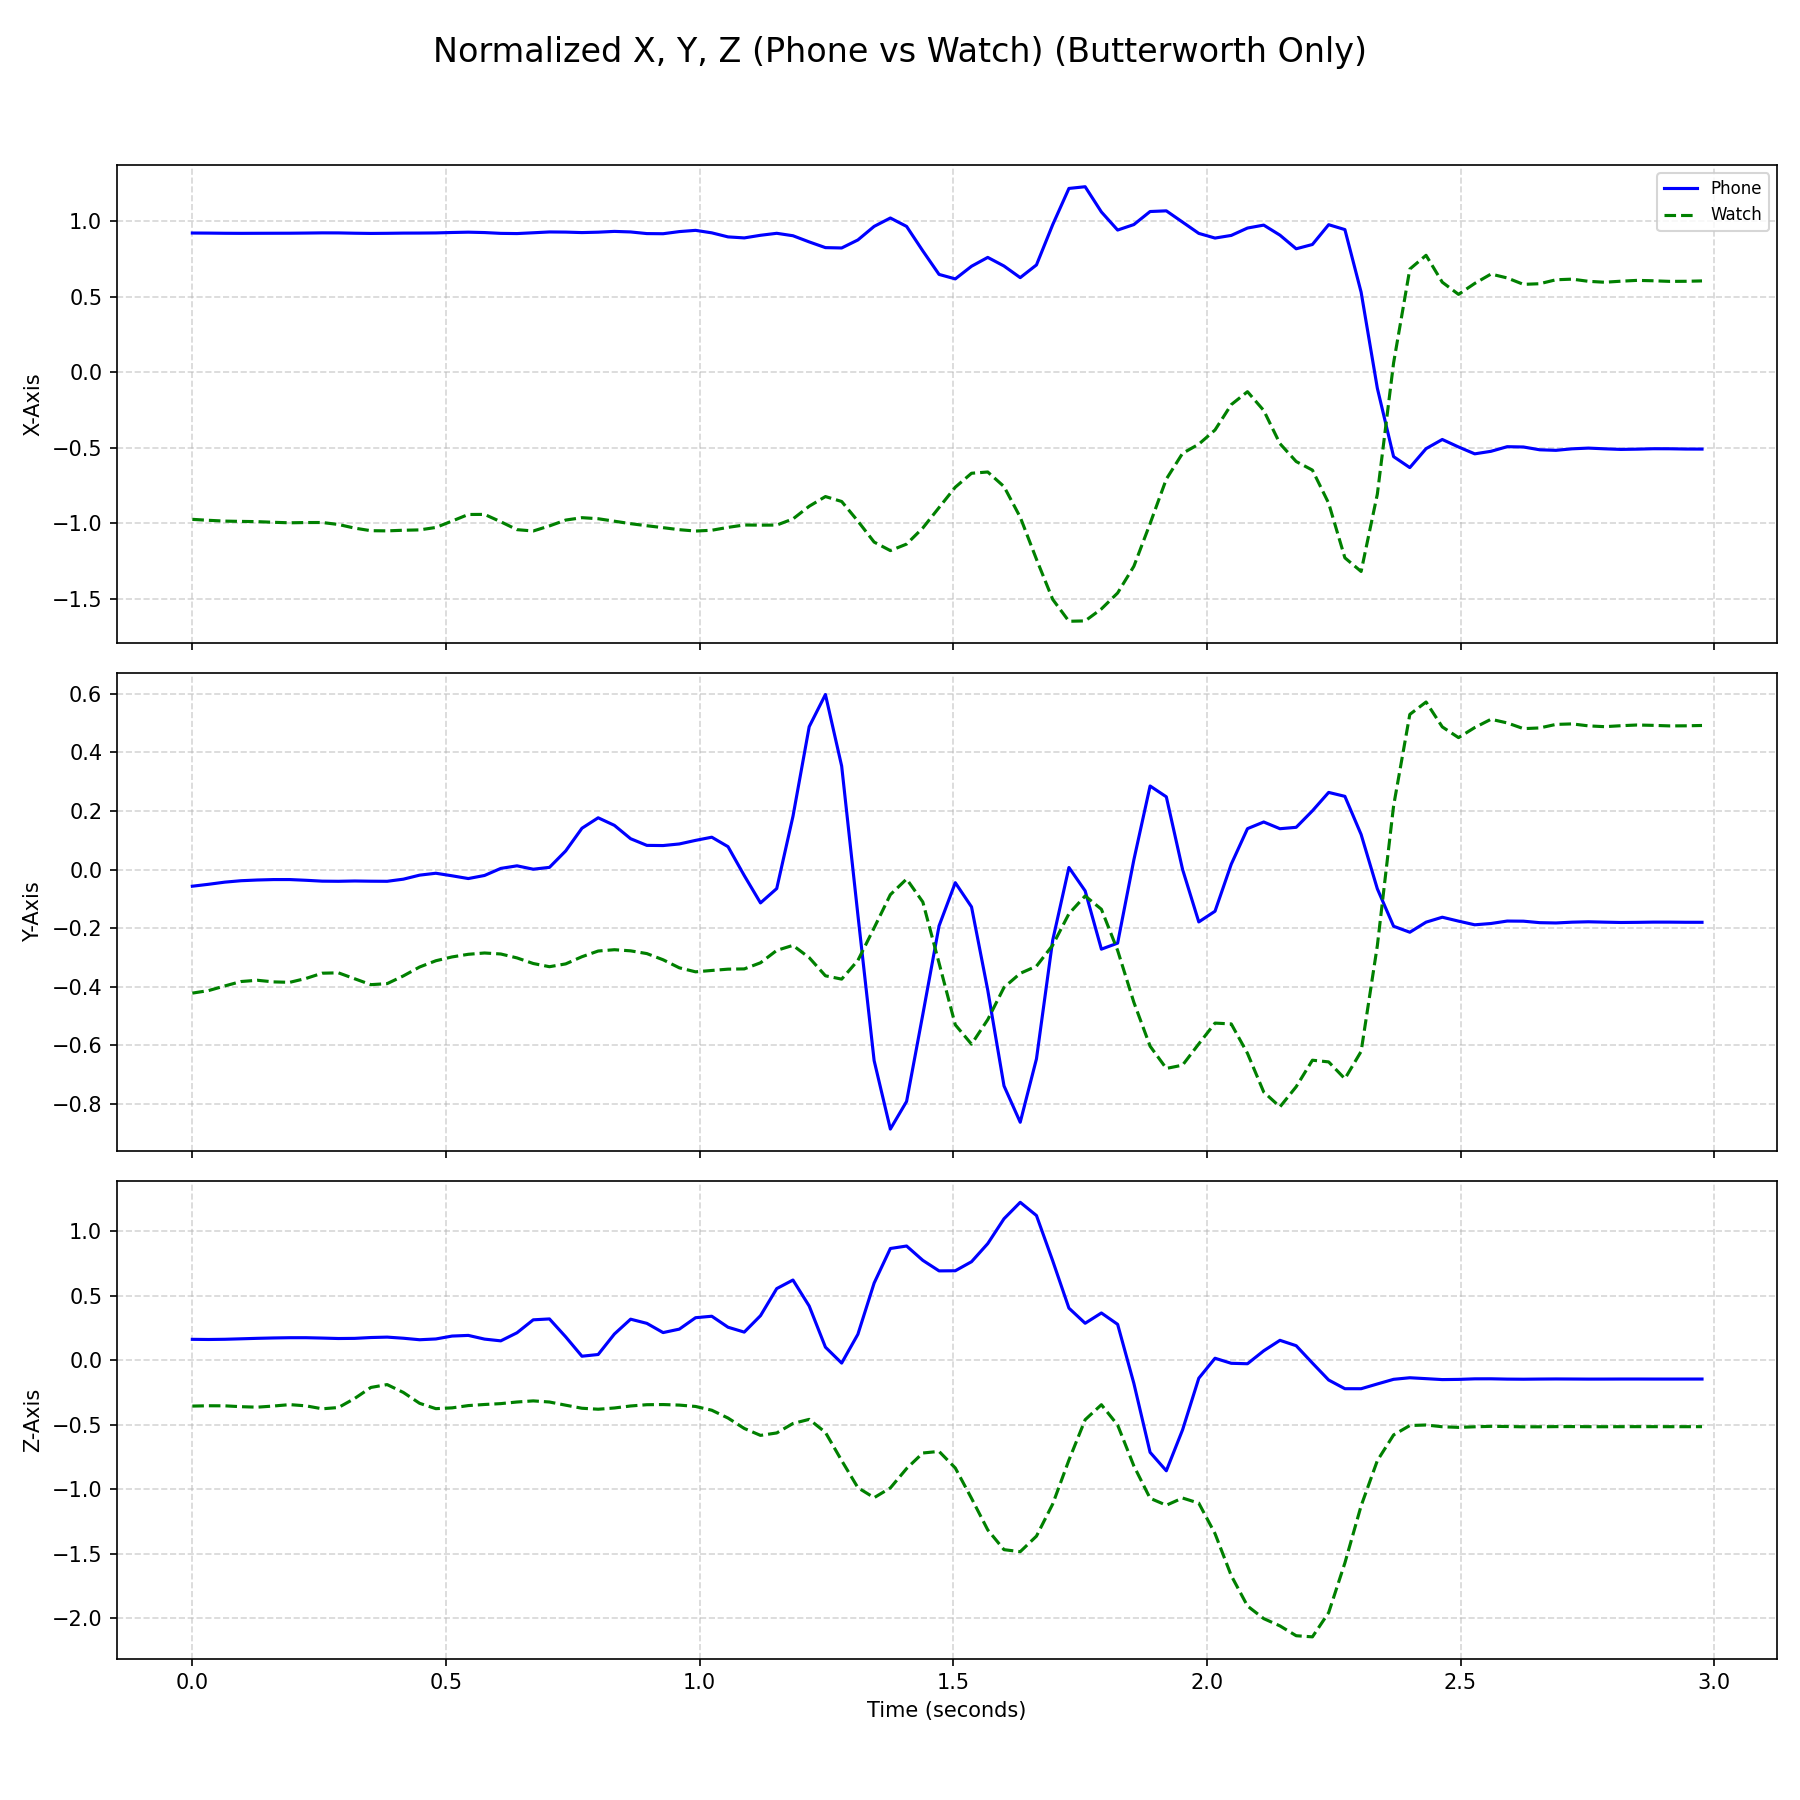 Normalized X, Y, Z (Phone vs Watch) (Butterworth Only)
Phone
Watch
1.0
0.5
0.0
−0.5
−1.0
−1.5
X-Axis
0.6
0.4
0.2
0.0
−0.2
−0.4
−0.6
−0.8
Y-Axis
1.0
0.5
0.0
−0.5
−1.0
−1.5
−2.0
Z-Axis
0.0 0.5 1.0 1.5 2.0 2.5 3.0
Time (seconds)